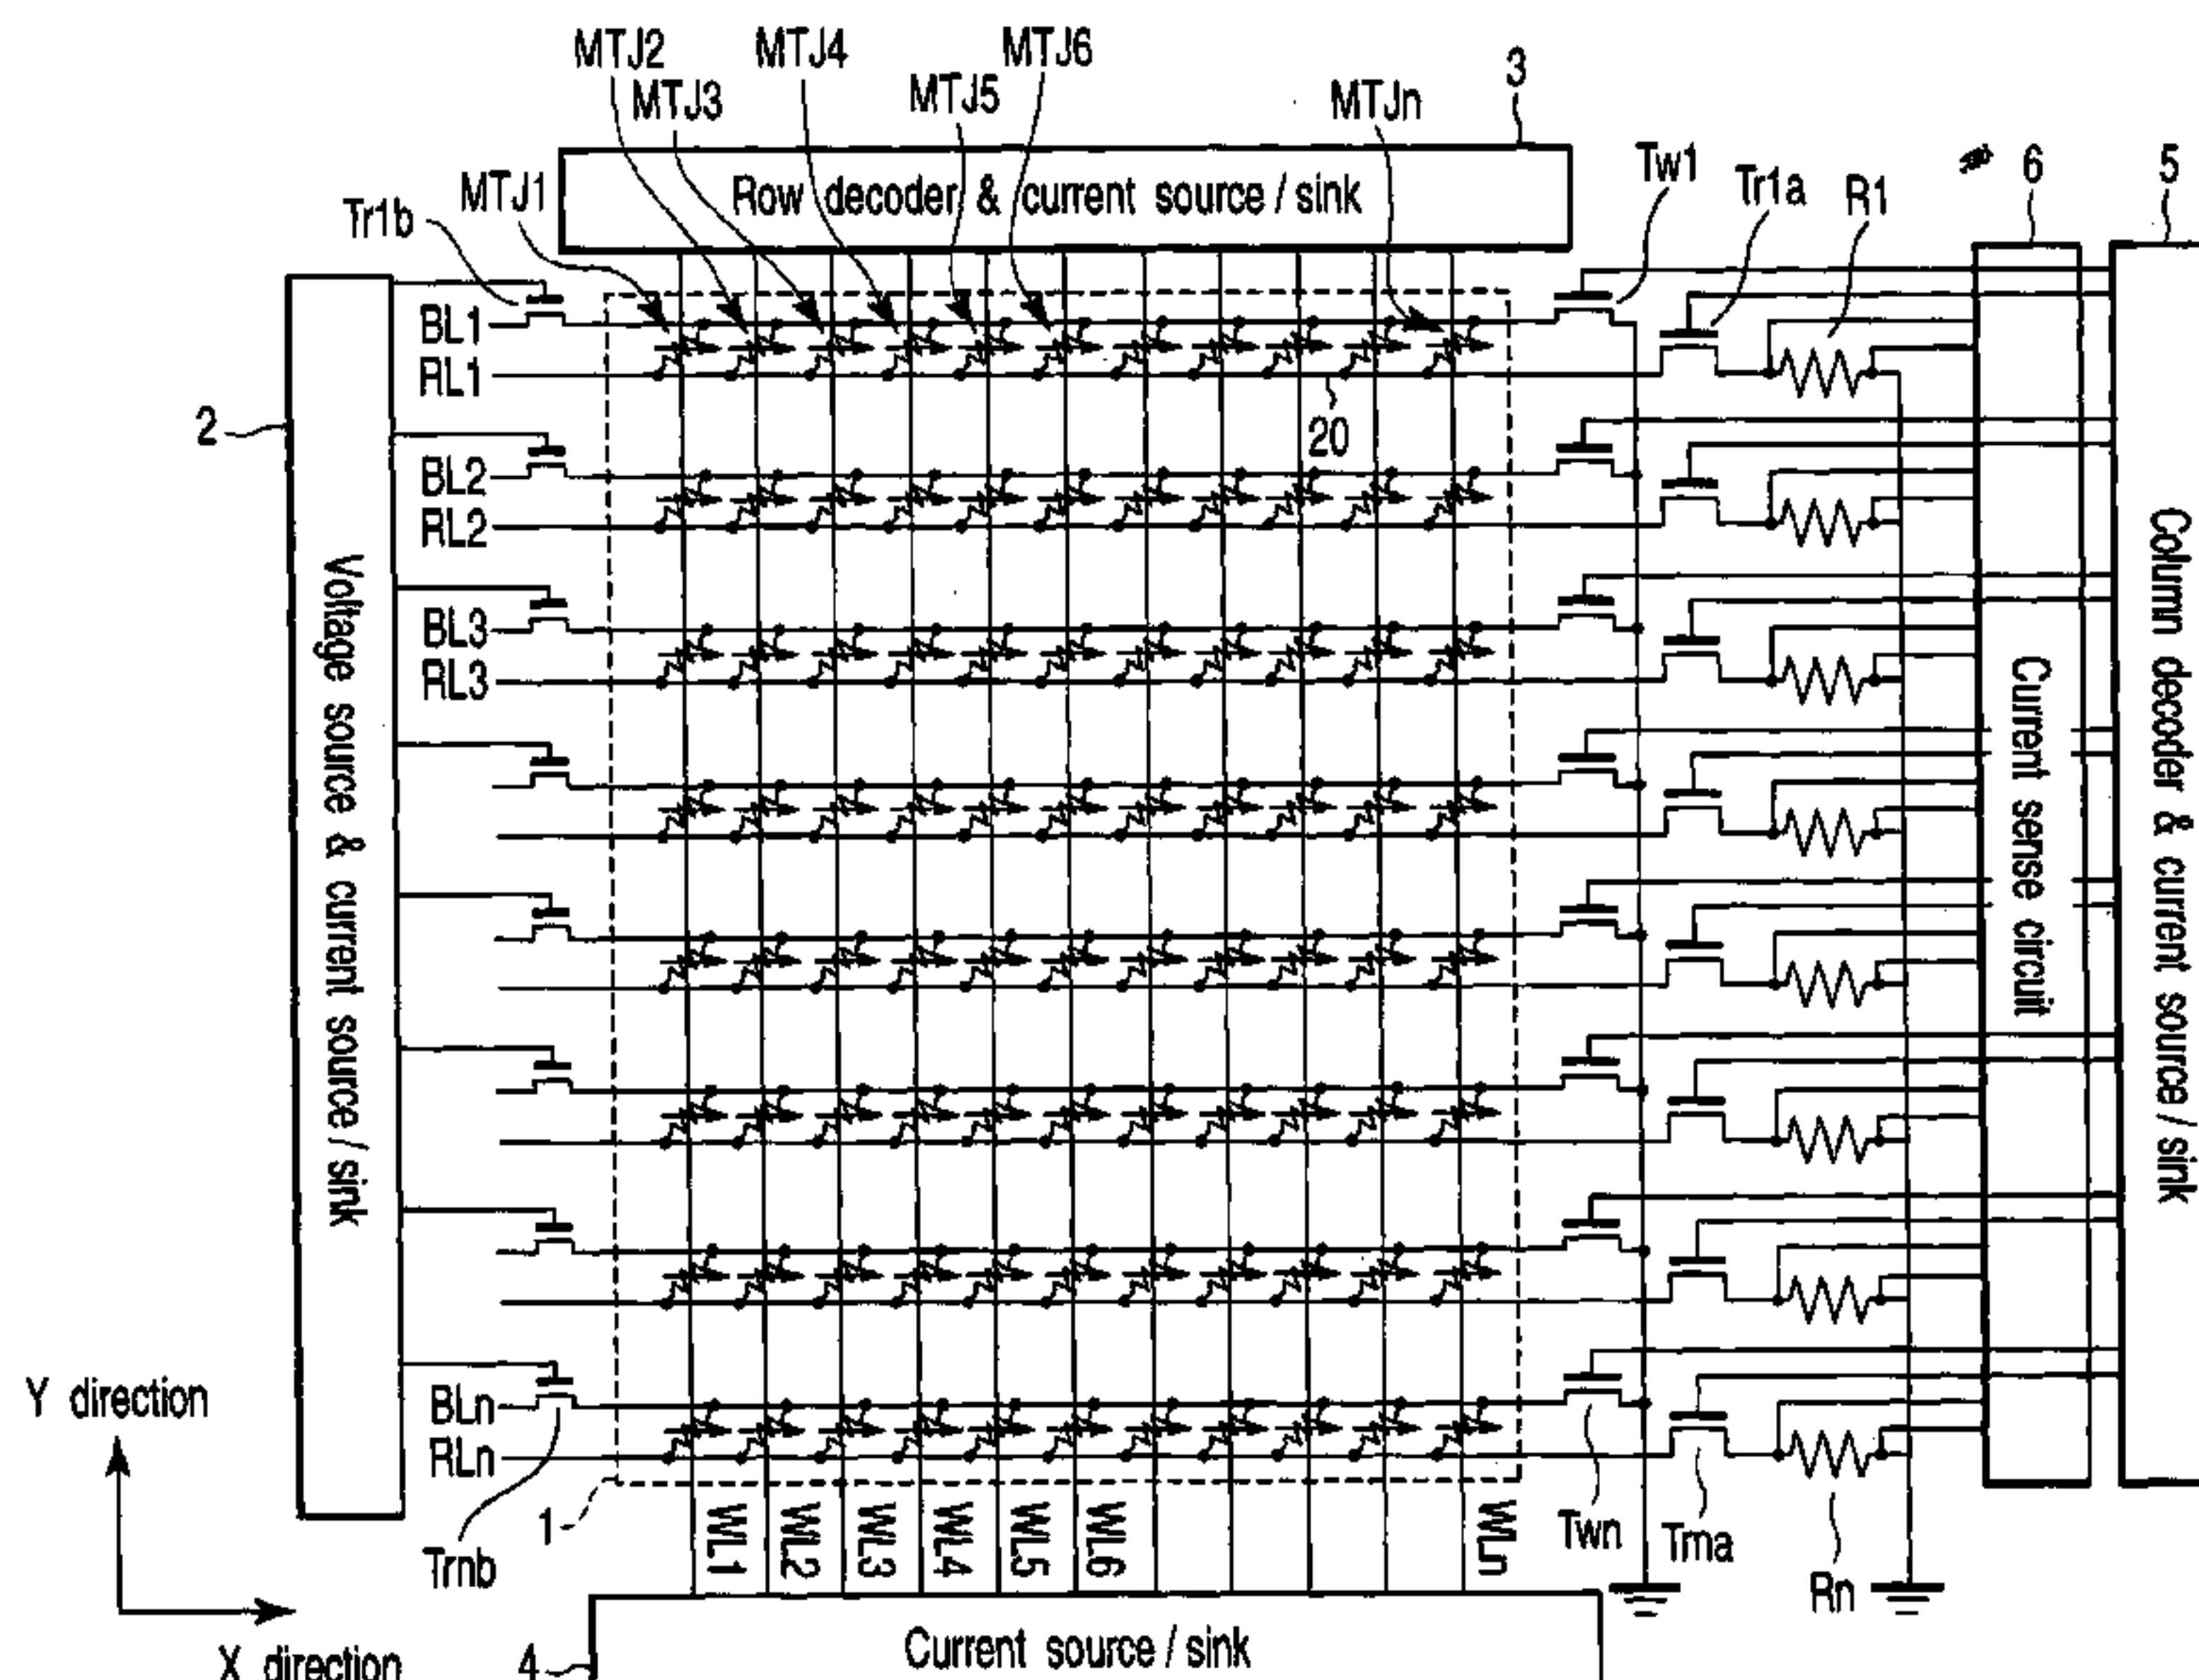 MTJ2
MTJ4
MTJ6
3
MTJ3
MTJ5
MTJn
Tw1
6
5
Tr1b
MTJ1
Row decoder & current source / sink
Tr1a
R1
BL1
RL1
2
20
BL2
RL2
BL3
RL3
Voltage source & current source / sink
Current sense circuit
Column decoder & current source / sink
Y direction
BLn
RLn
1
WL1
WL2
WL3
WL4
WL5
WL6
WLn
Twn
Trna
Trnb
Rn
X direction
4
Current source / sink